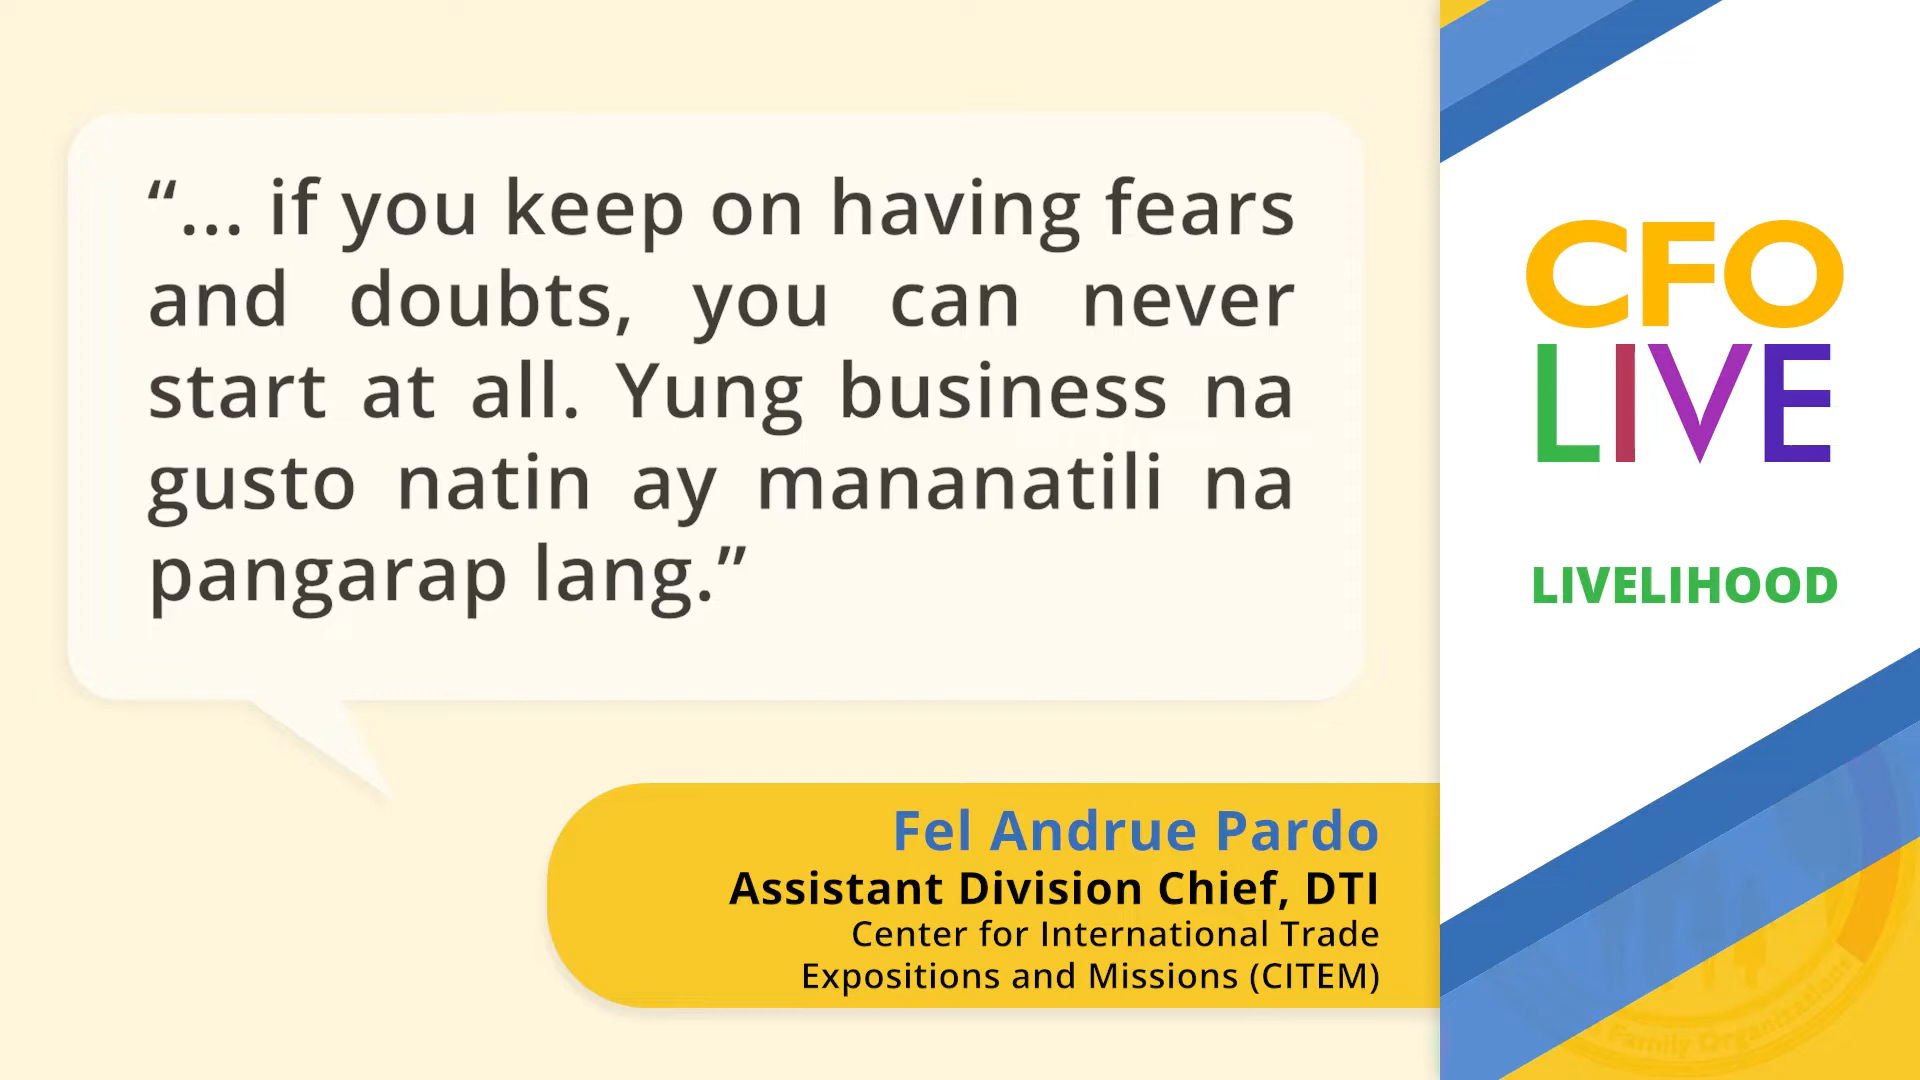 “... if you keep on having fears
and doubts, you can never
start at all. Yung business na
gusto natin ay mananatili na
pangarap lang.”
Fel Andrue Pardo
Assistant Division Chief, DTI
Center for International Trade
Expositions and Missions (CITEM)
CFO
LIVE
LIVELIHOOD
Family Organizations